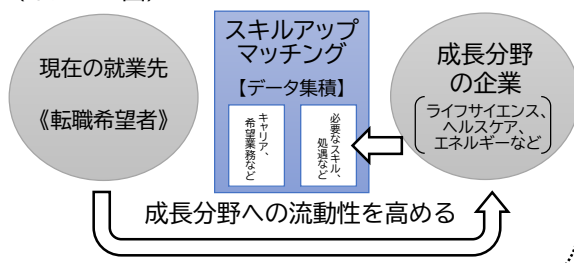 現在の就業先
《転職希望者》
スキルアップ
マッチング
【データ集積】
キャリア、
希望業務など
必要なスキル、
処遇など
成長分野
の企業
ライフサイエンス、
ヘルスケア、
エネルギーなど
成長分野への流動性を高める